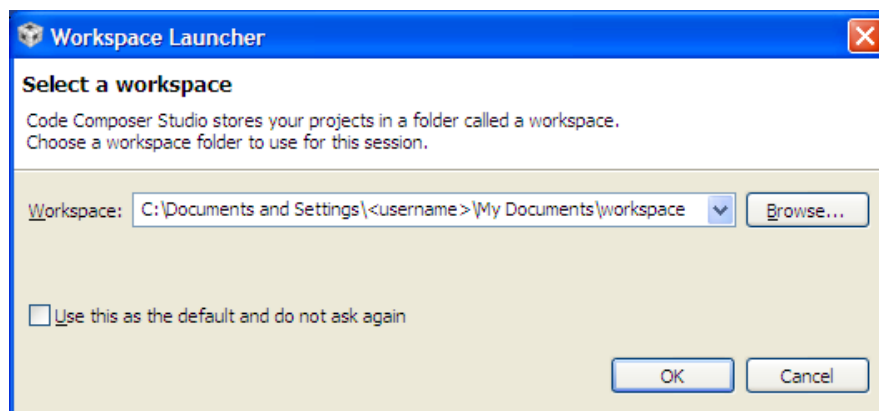 Workspace Launcher
Select a workspace
Code Composer Studio stores your projects in a folder called a workspace.
Choose a workspace folder to use for this session.
Workspace: C:\Documents and Settings\<username>\My Documents\workspace Browse...
Use this as the default and do not ask again
OK Cancel